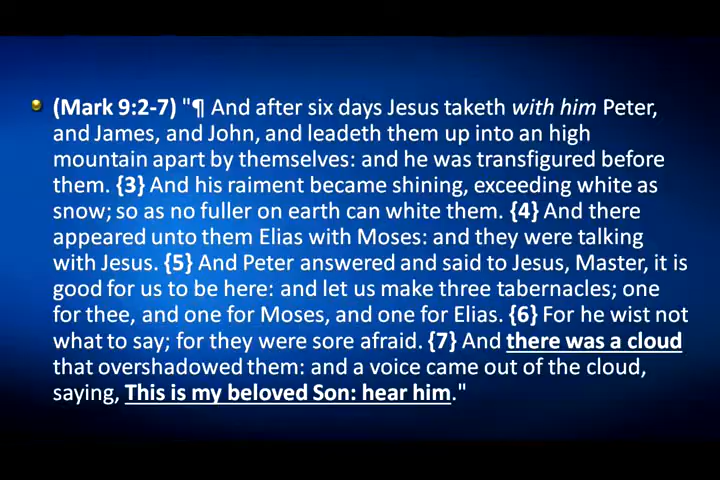 (Mark 9:2-7) "¶ And after six days Jesus taketh with him Peter,
and James, and John, and leadeth them up into an high
mountain apart by themselves: and he was transfigured before
them. {3} And his raiment became shining, exceeding white as
snow; so as no fuller on earth can white them. {4} And there
appeared unto them Elias with Moses: and they were talking
with Jesus. {5} And Peter answered and said to Jesus, Master, it is
good for us to be here: and let us make three tabernacles; one
for thee, and one for Moses, and one for Elias. {6} For he wist not
what to say; for they were sore afraid. {7} And there was a cloud
that overshadowed them: and a voice came out of the cloud,
saying, This is my beloved Son: hear him."